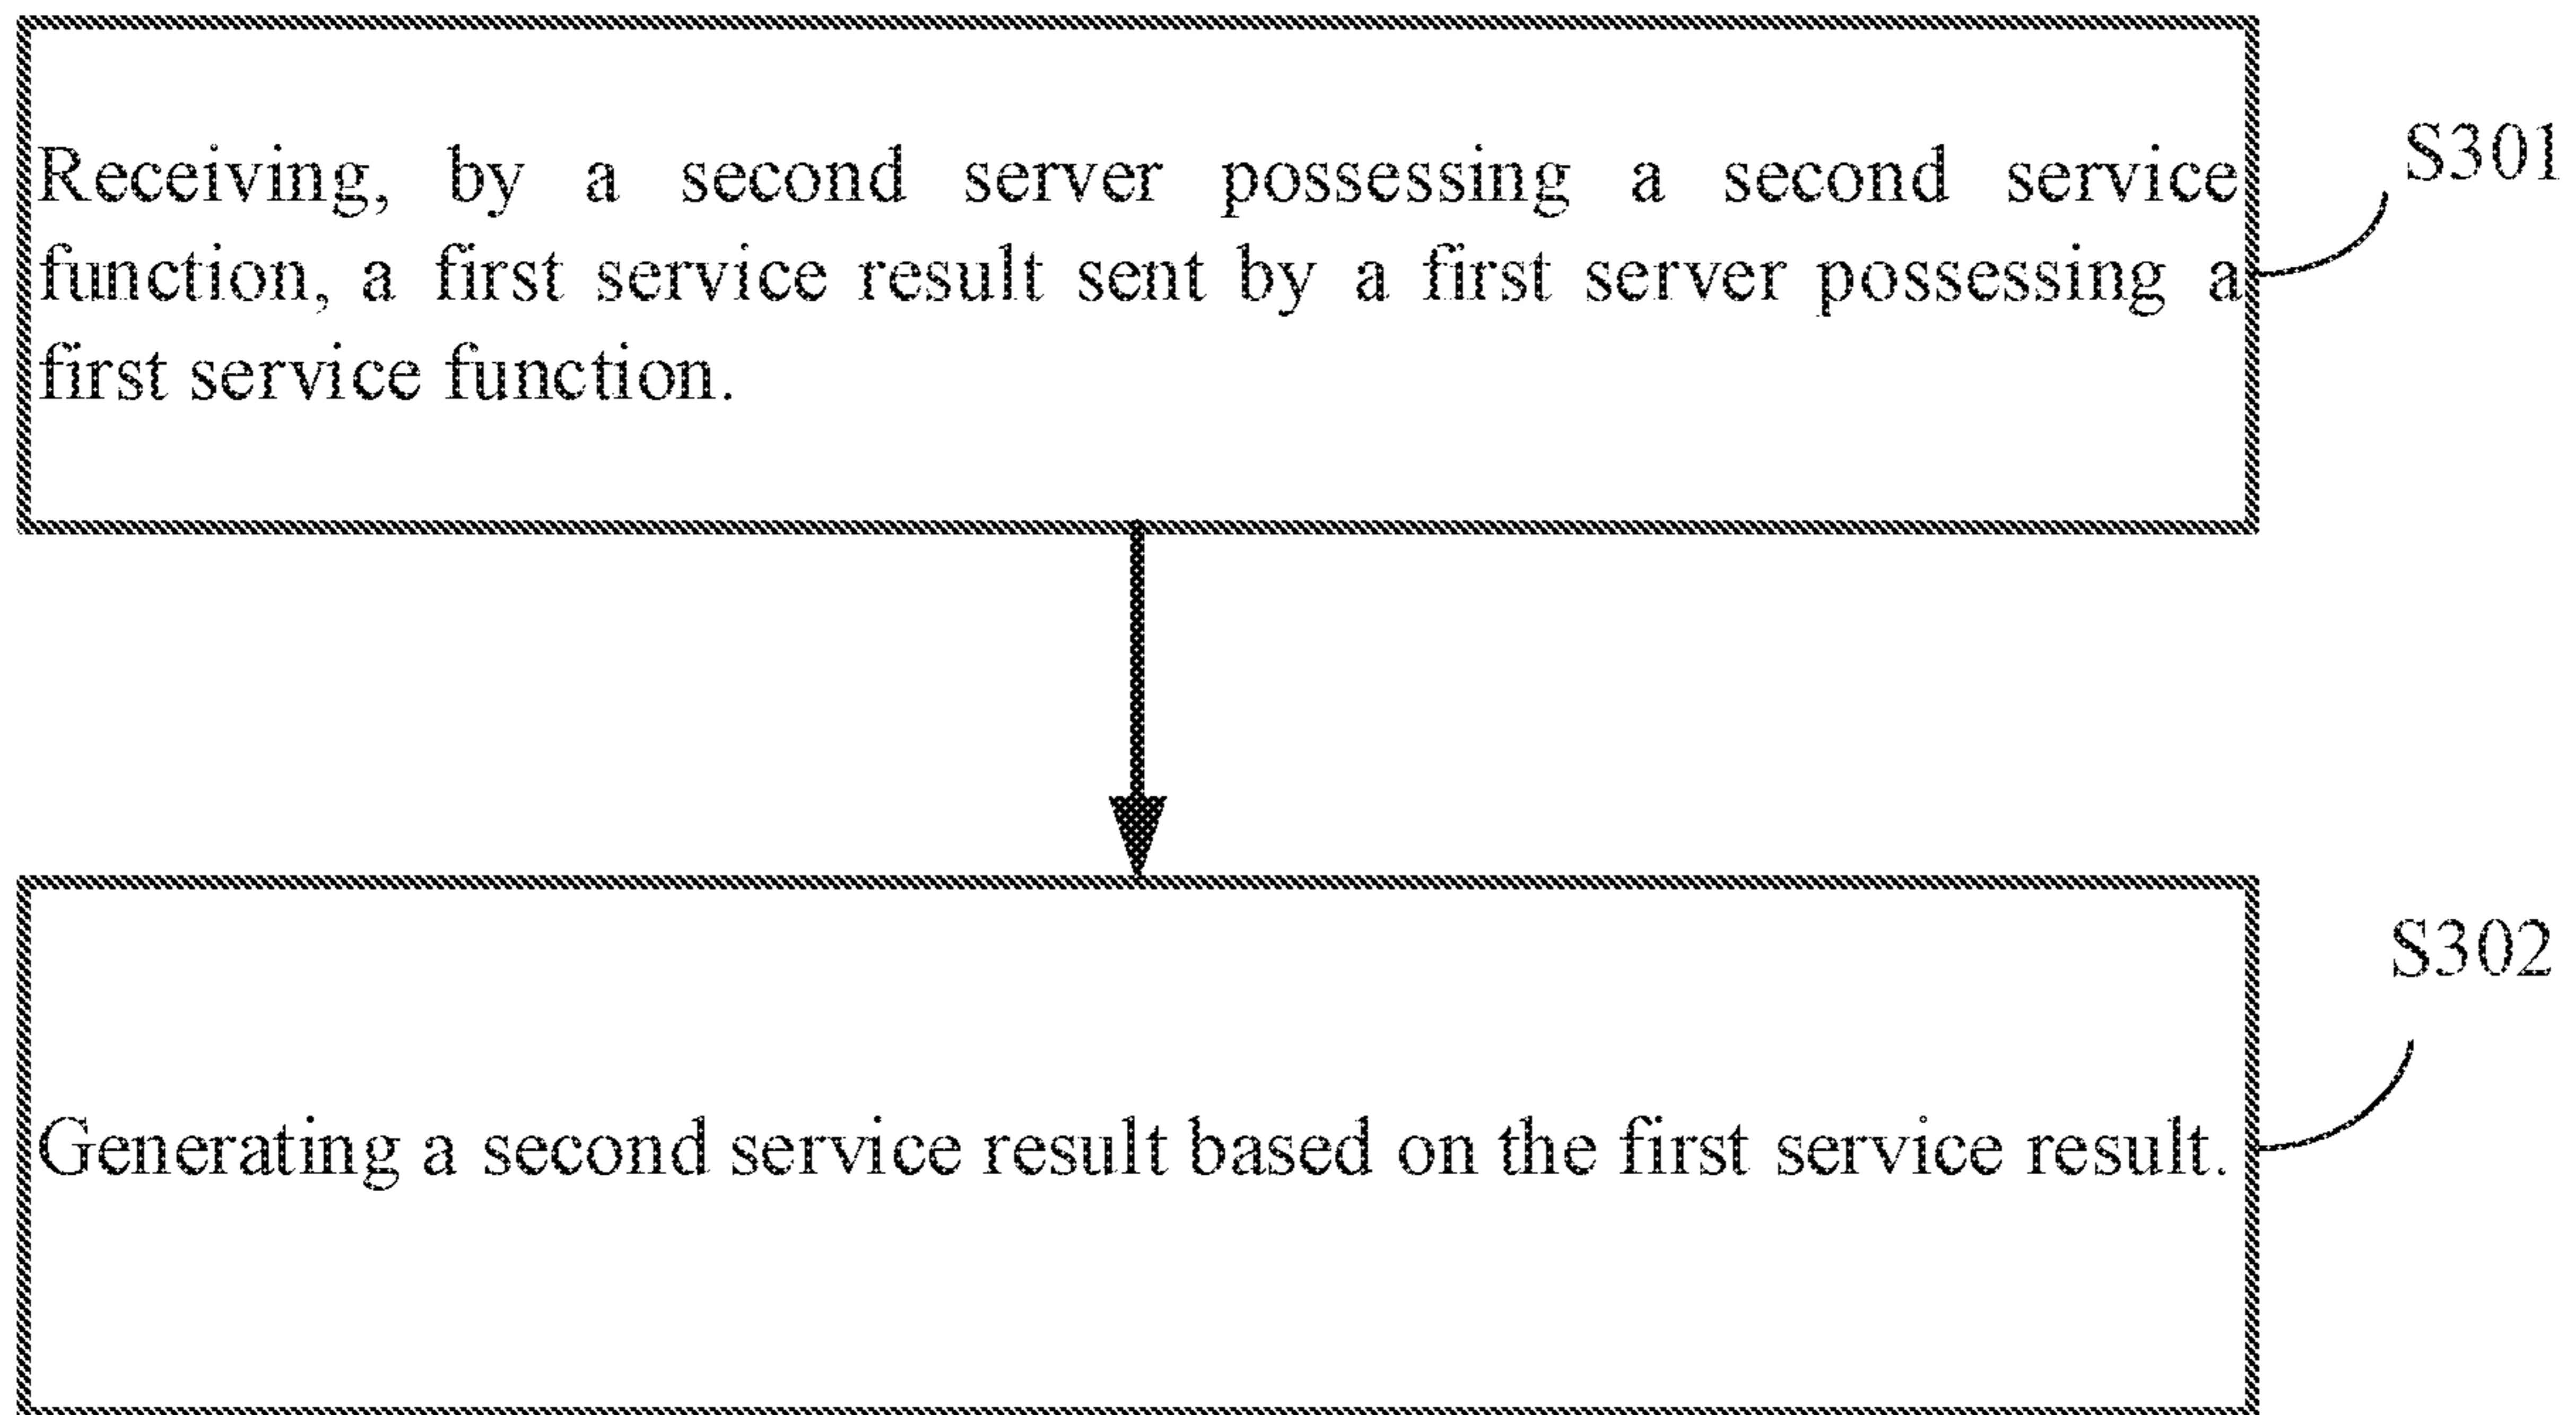 Receiving, by a second server possessing a second service
function, a first service result sent by a first server possessing a
first service function.
S301
Generating a second service result based on the first service result.
S302